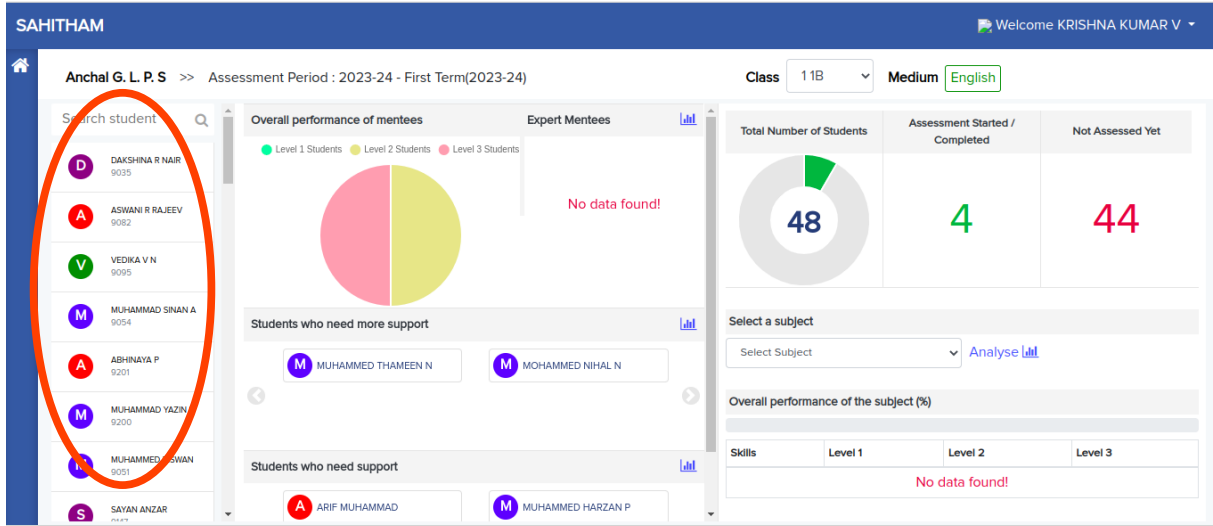 SAHITHAM
Welcome KRISHNA KUMAR V
Anchal G. L. P. S >> Assessment Period : 2023-24 - First Term(2023-24)
Class 1 1B Medium English
Search student
D DAKSHINA R NAIR
9035
A ASWANI R RAJEEV
9082
V VEDIKA V N
9095
M MUHAMMAD SINAN A
9054
A ABHINAYA P
9201
M MUHAMMAD YAZIN
9200
MUHAMMED
9051
S SAYAN ANZAR
Overall performance of mentees
Expert Mentees
Level 1 Students Level 2 Students Level 3 Students
No data found!
Students who need more support
M MUHAMMED THAMEEN N
M MOHAMMED NIHAL N
Students who need support
A ARIF MUHAMMAD
M MUHAMMED HARZAN P
Total Number of Students
Assessment Started /
Completed
Not Assessed Yet
48
4
44
Select a subject
Select Subject
Analyse
Overall performance of the subject (%)
Skills Level 1 Level 2 Level 3
No data found!